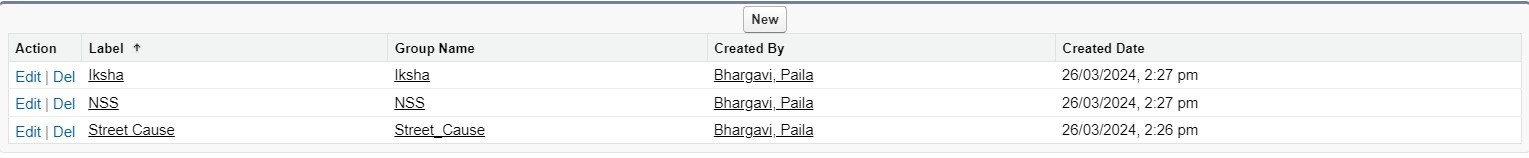 New
Action Label ↑ Group Name Created By Created Date
Edit | Del Iksha Iksha Bhargavi, Paila 26/03/2024, 2:27 pm
Edit | Del NSS NSS Bhargavi, Paila 26/03/2024, 2:27 pm
Edit | Del Street Cause Street_Cause Bhargavi, Paila 26/03/2024, 2:26 pm